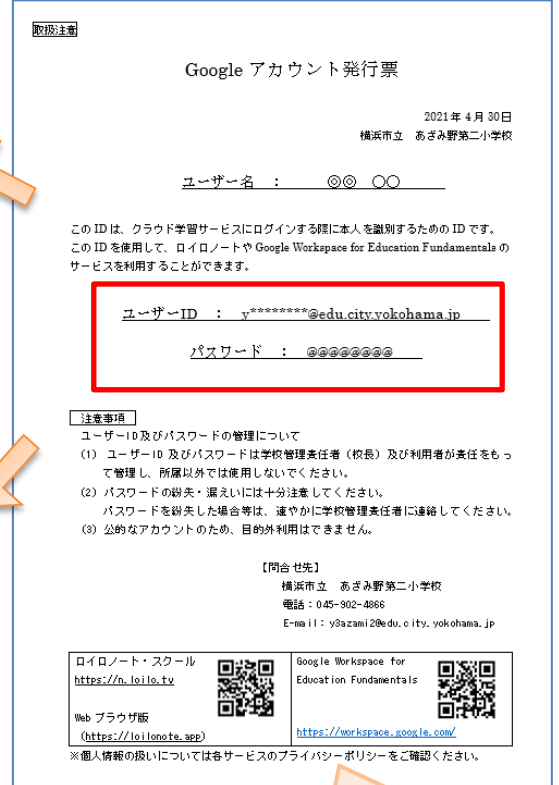 取扱注意
Google アカウント発行票
2021年 4月 30日
横浜市立　あざみ野第二小学校
ユーザー名　：　◎◎　○○
この ID は、クラウド学習サービスにログインする際に本人を識別するための ID です。
この ID を使用して、ロイロノートや Google Workspace for Education Fundamentals の
サービスを利用することができます。
ユーザーID　：　y********@edu.city.yokohama.jp
パスワード　：　@@@@@@@@
注意事項
ユーザーID 及びパスワードの管理について
(1)　ユーザーID 及びパスワードは学校管理責任者（校長）及び利用者が責任をもっ
て管理し、所属以外では使用しないでください。
(2) パスワードの紛失・漏えいには十分注意してください。
パスワードを紛失した場合等は、速やかに学校管理責任者に連絡してください。
(3) 公的なアカウントのため、目的外利用はできません。
【問合せ先】
横浜市立　あざみ野第二小学校
電話：045-902-4866
E-mail：y3azami2@edu.city.yokohama.jp
ロイロノート・スクール
https://n.loilo.tv
Web ブラウザ版
（https://loilonote.app）
Google Workspace for
Education Fundamentals
https://workspace.google.com/
※個人情報の扱いについては各サービスのプライバシーポリシーをご確認ください。